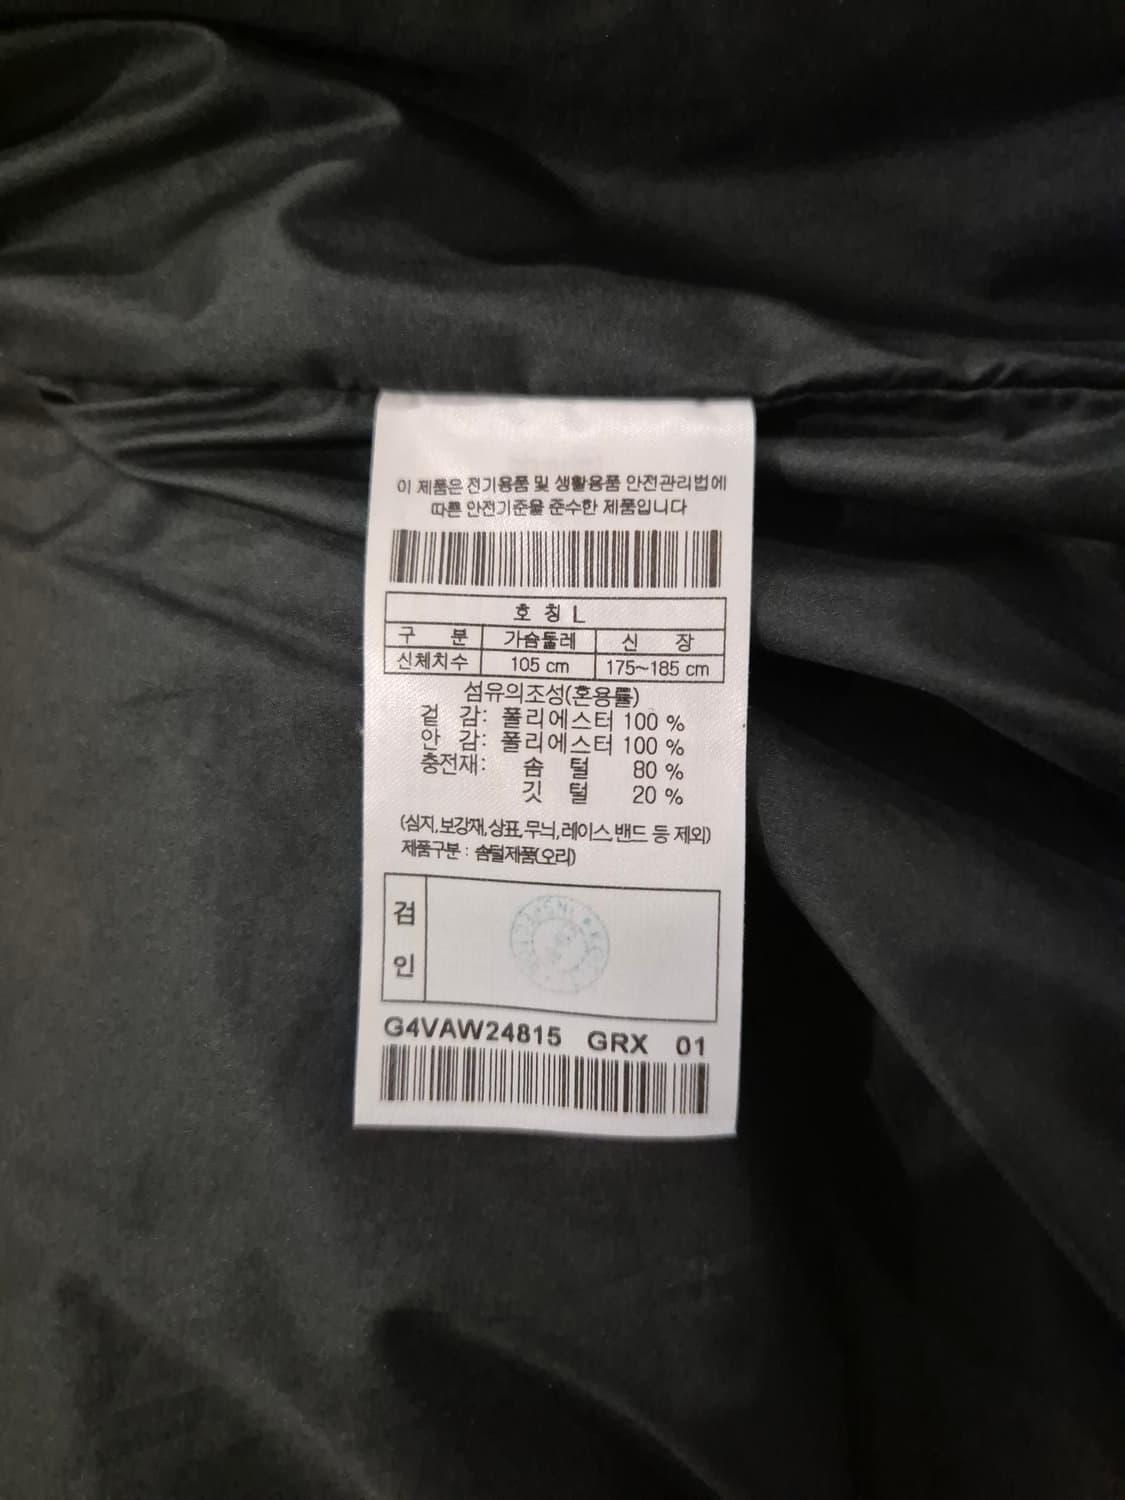 이 제품은 전기용품 및 생활용품 안전관리법에
따른 안전기준을 준수한 제품입니다
호 칭 L
구 분 가슴둘레 신 장
신체치수 105 cm 175~185 cm
섬유의조성(혼용률)
겉 감: 폴리에스터 100 %
안 감: 폴리에스터 100 %
충전재: 솜 털 80 %
깃 털 20 %
(심지,보강재,상표,무늬,레이스,밴드 등 제외)
제품구분 : 솜털제품(오리)
검
인
G4VAW24815 GRX 01